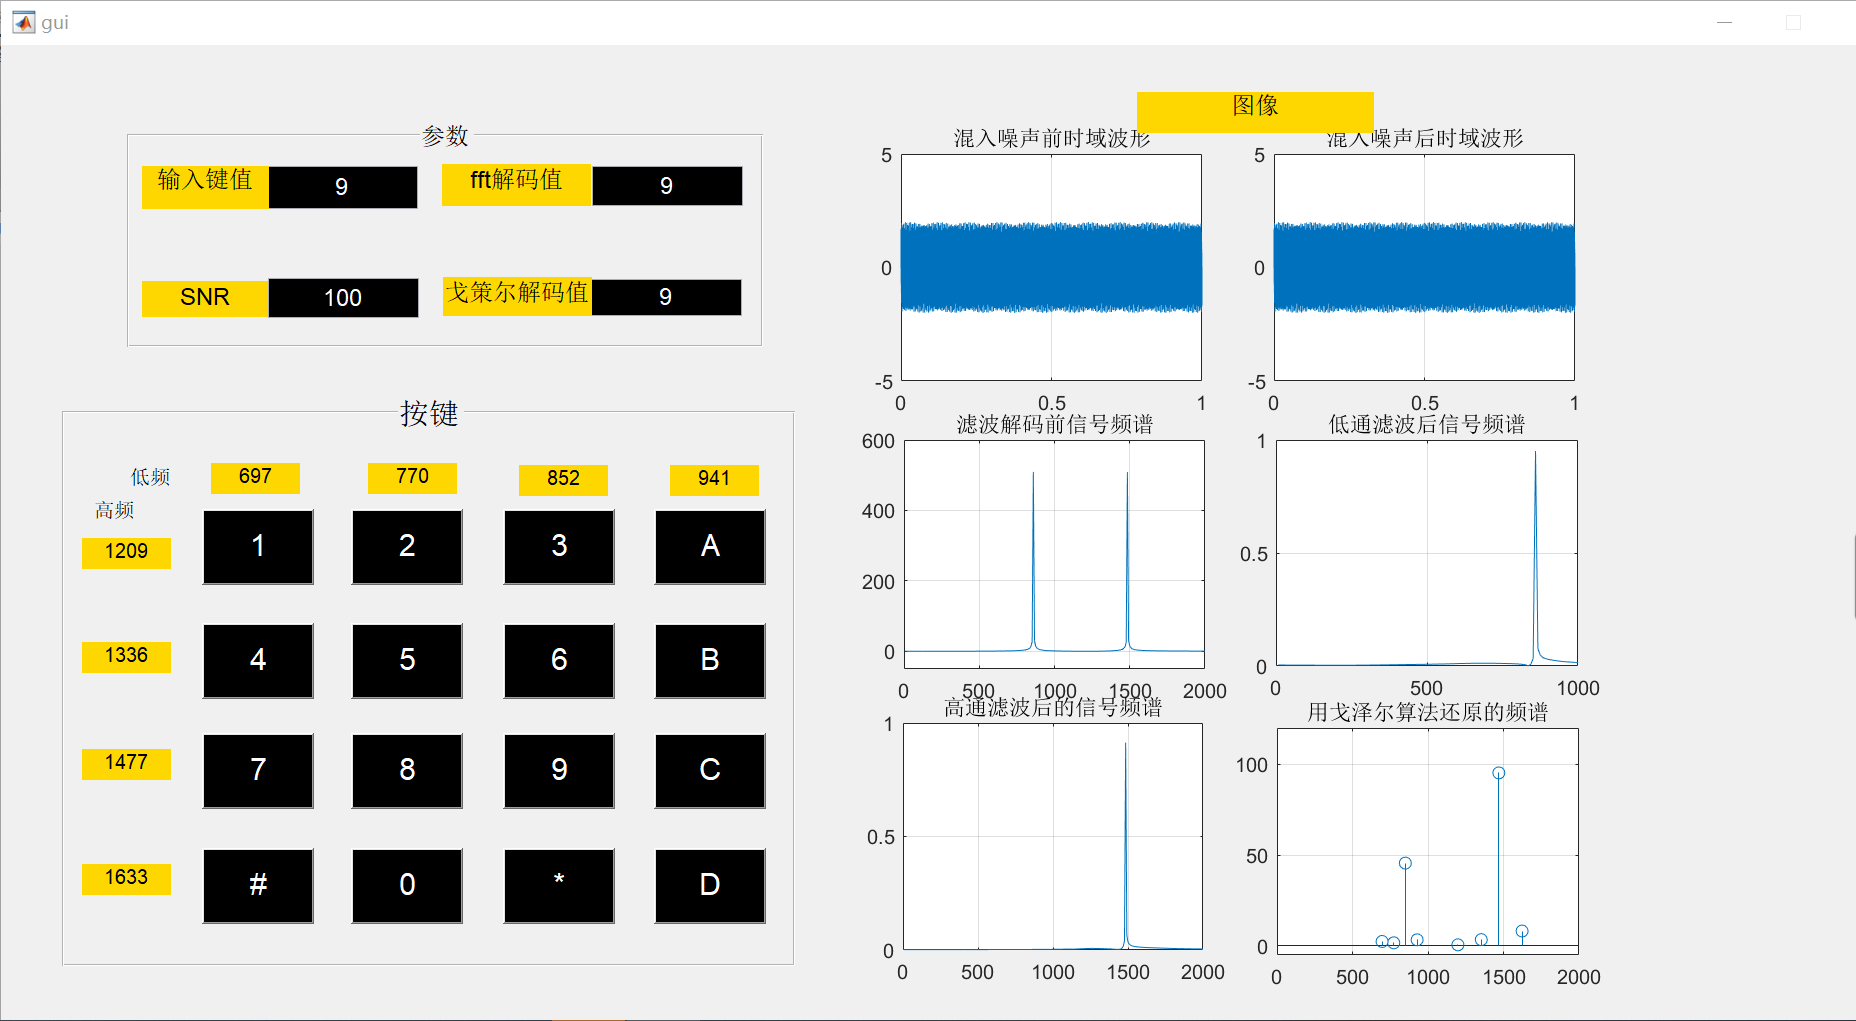 gui
参数
输入键值 9
fft解码值 9
SNR 100
戈策尔解码值 9
按键
低频 697 770 852 941
高频
1209 1 2 3 A
1336 4 5 6 B
1477 7 8 9 C
1633 # 0 * D
图像
混入噪声前时域波形
5
0
-5
0 0.5 1
混入噪声后时域波形
5
0
-5
0 0.5 1
滤波解码前信号频谱
600
400
200
0
0 500 1000 1500 2000
低通滤波后信号频谱
1
0.5
0
0 500 1000
高通滤波后的信号频谱
1
0.5
0
0 500 1000 1500 2000
用戈泽尔算法还原的频谱
100
50
0
0 500 1000 1500 2000